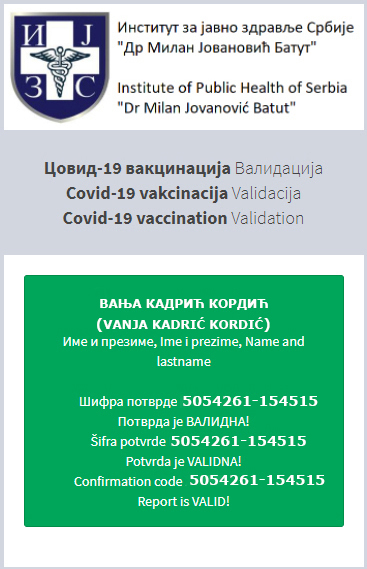 ИЈ
ЗС
Институт за јавно здравље Србије
"Др Милан Јовановић Батут"
Institute of Public Health of Serbia
"Dr Milan Jovanović Batut"
Цовид-19 вакцинација Валидација
Covid-19 vakcinacija Validacija
Covid-19 vaccination Validation
ВАЊА КАДРИЋ КОРДИЋ
(VANJA KADRIĆ KORDIĆ)
Име и презиме, Ime i prezime, Name and
lastname
Шифра потврде 5054261-154515
Потврда је ВАЛИДНА!
Šifra potvrde 5054261-154515
Potvrda je VALIDNA!
Confirmation code 5054261-154515
Report is VALID!